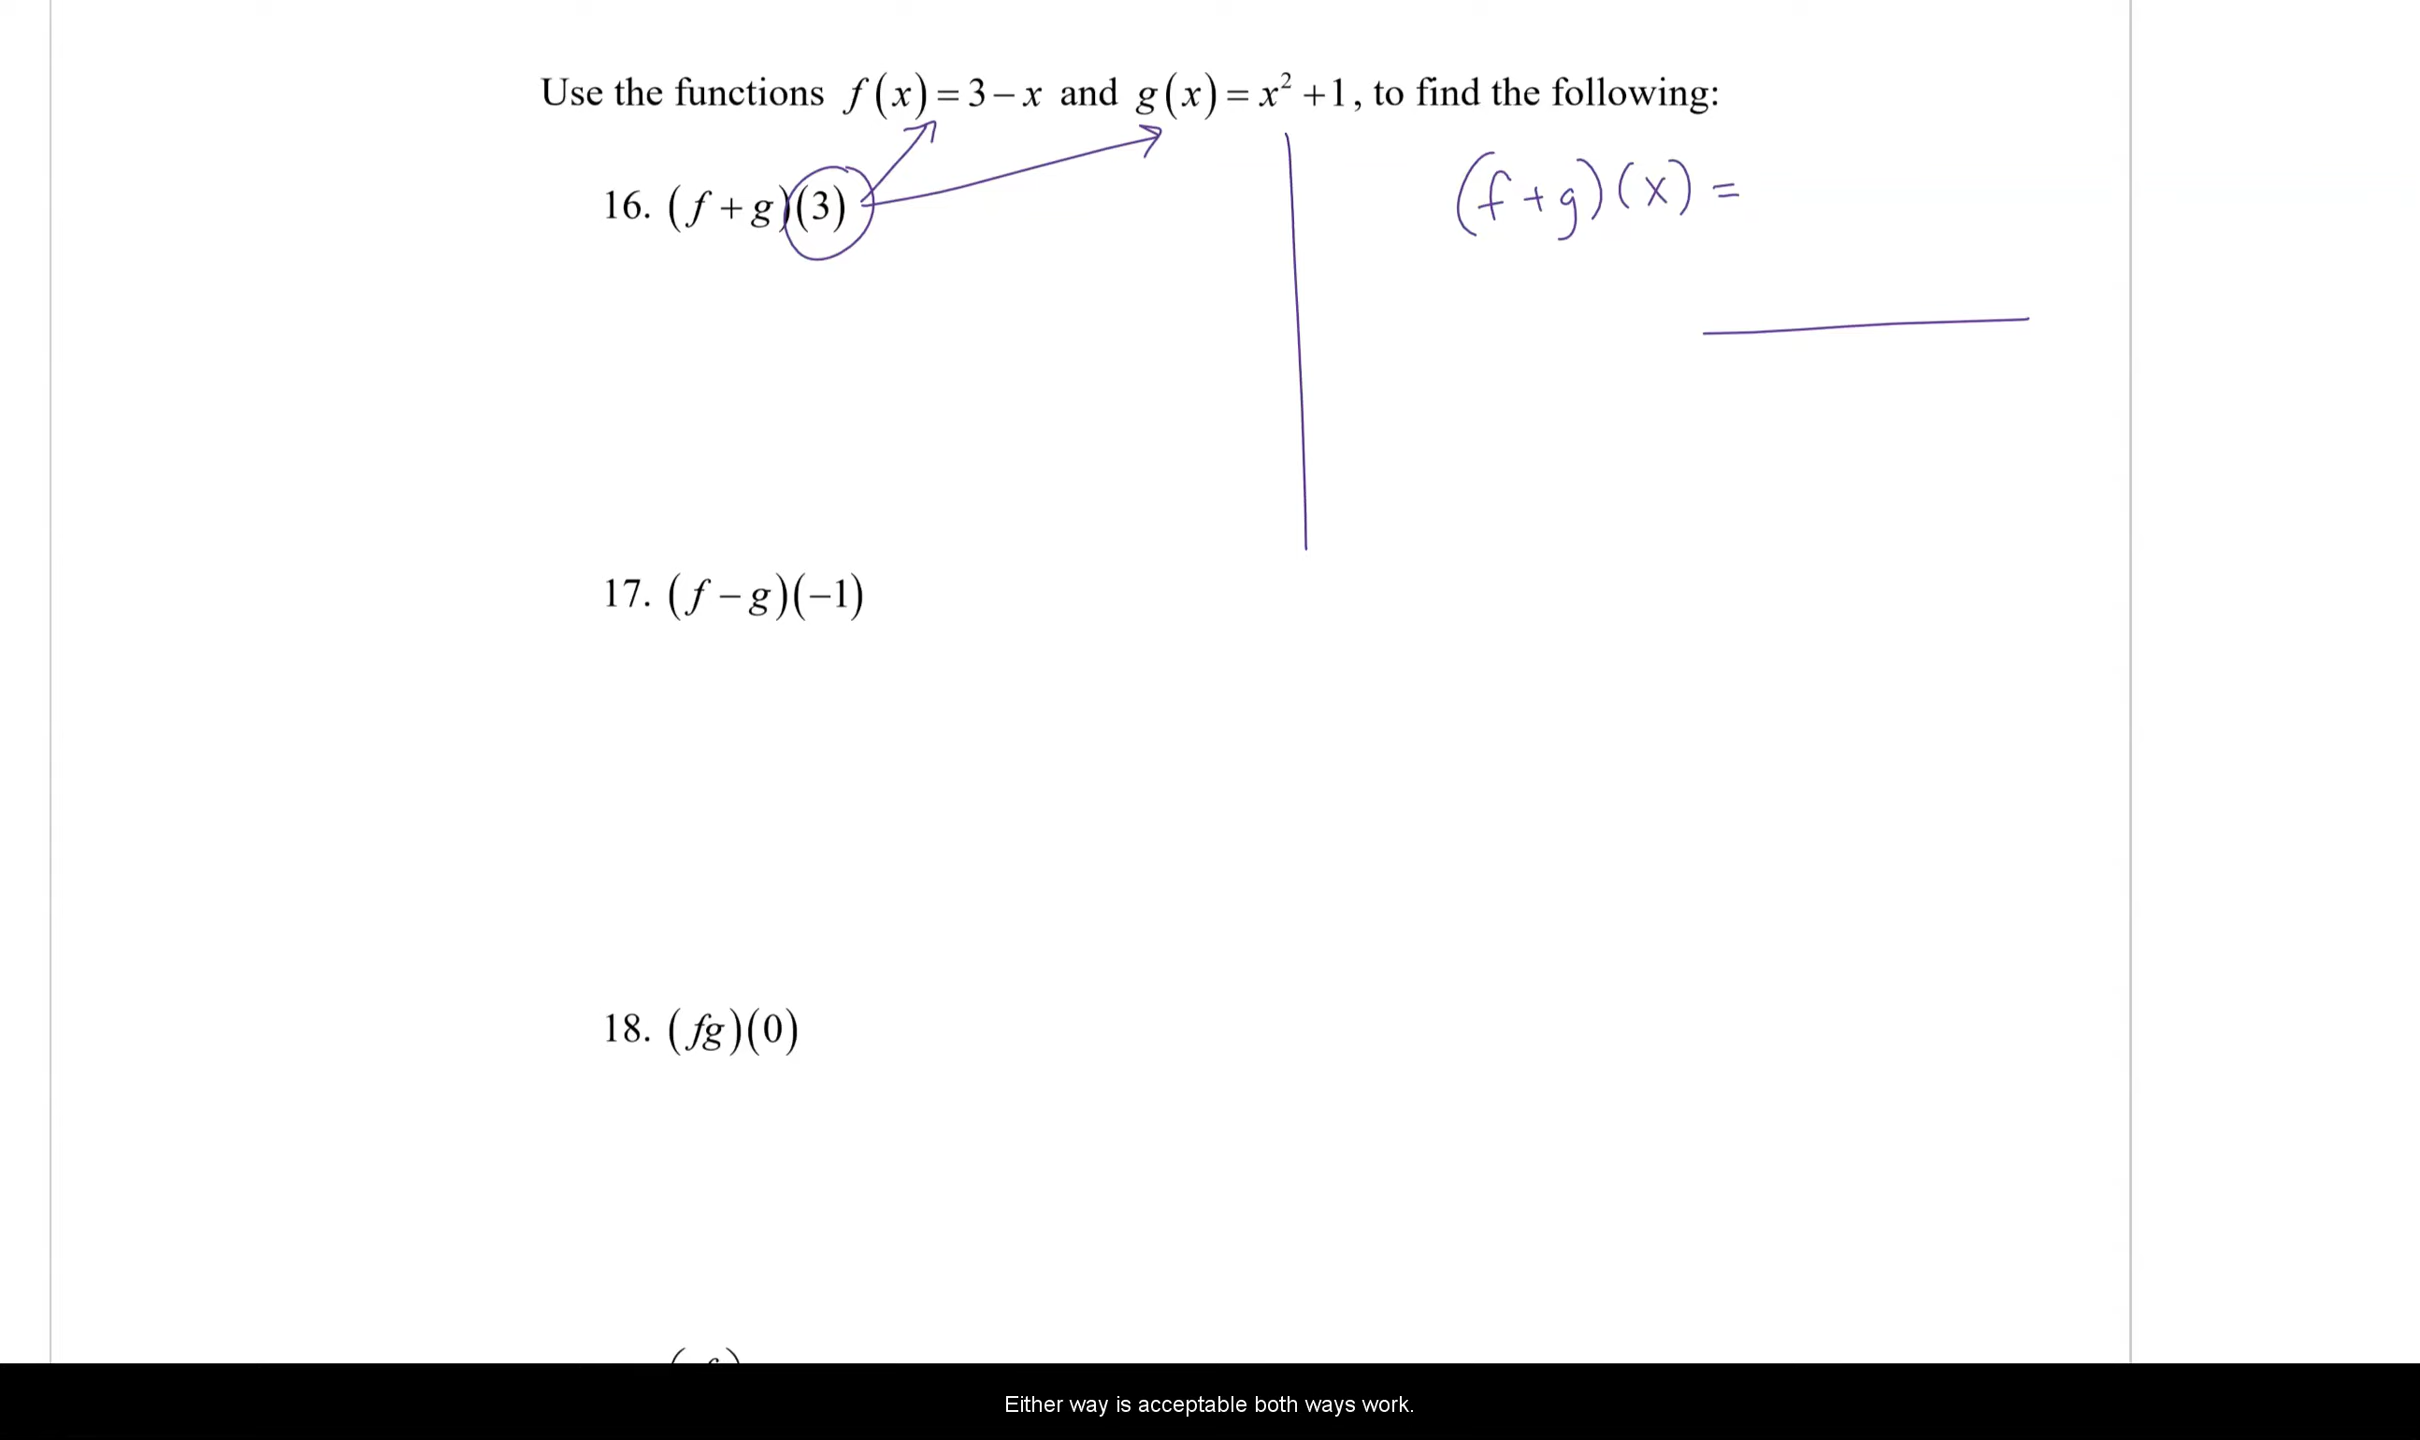 Use the functions f(x)=3−x and g(x)=x²+1, to find the following:
16. (f+g)(3)
(f+g)(x) =
17. (f−g)(−1)
18. (fg)(0)
Either way is acceptable both ways work.